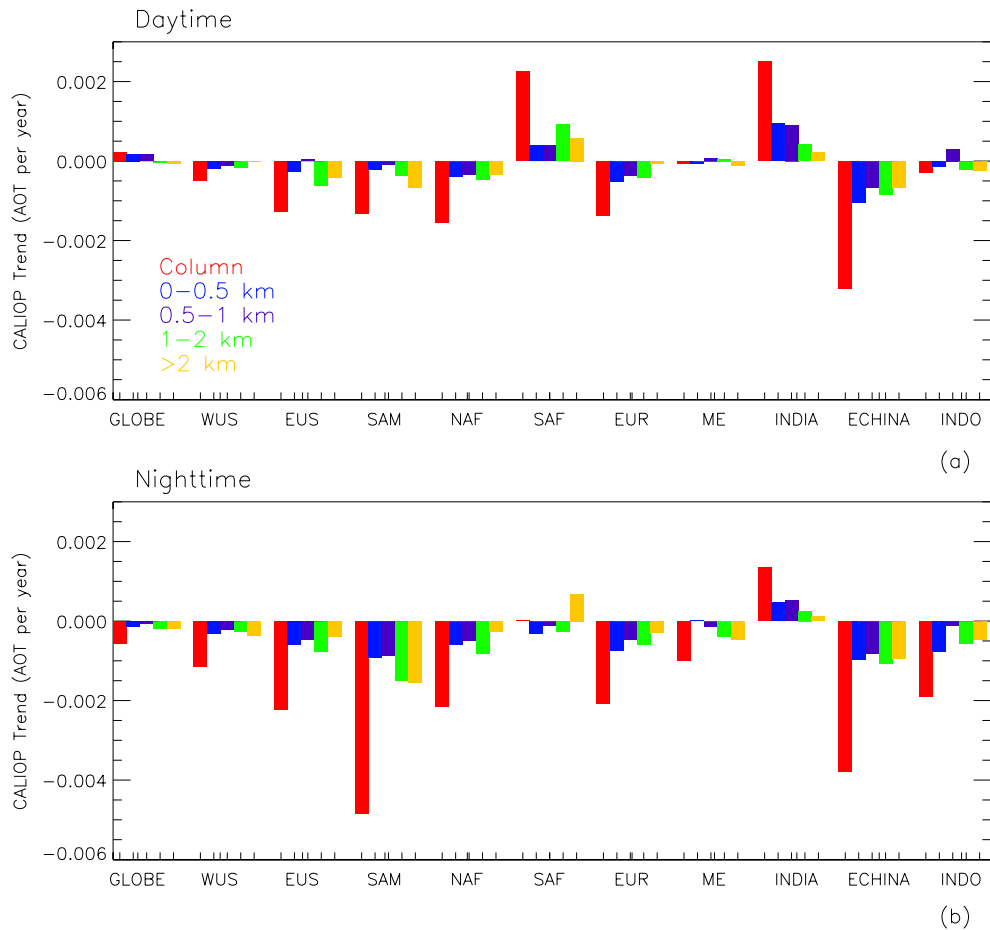 Daytime
CALIOP Trend (AOT per year)
0.002
0.000
−0.002
−0.004
−0.006
Column
0−0.5 km
0.5−1 km
1−2 km
>2 km
GLOBE WUS EUS SAM NAF SAF EUR ME INDIA ECHINA INDO
(a)
Nighttime
CALIOP Trend (AOT per year)
0.002
0.000
−0.002
−0.004
−0.006
GLOBE WUS EUS SAM NAF SAF EUR ME INDIA ECHINA INDO
(b)